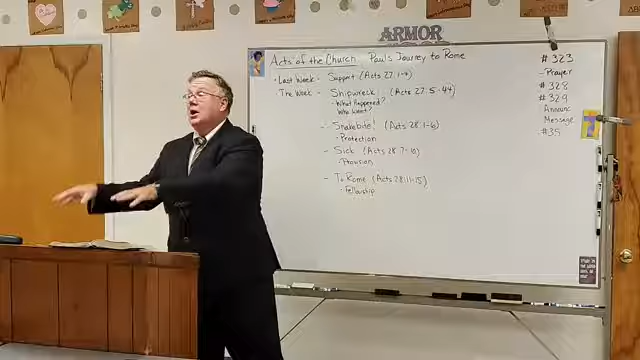 ARMOR
Acts of the Church Paul's Journey to Rome
• Last Week - Support (Acts 27:1-4)
• The Week - Shipwreck! (Acts 27:5-44)
• What Happened?
Who Went?
- Snakebite! (Acts 28:1-6)
• Protection
- Sick (Acts 28:7-10)
• Provision
- To Rome (Acts 28:11-15)
• Fellowship
#323
- Prayer
#328
#329
Announc
Message
#35